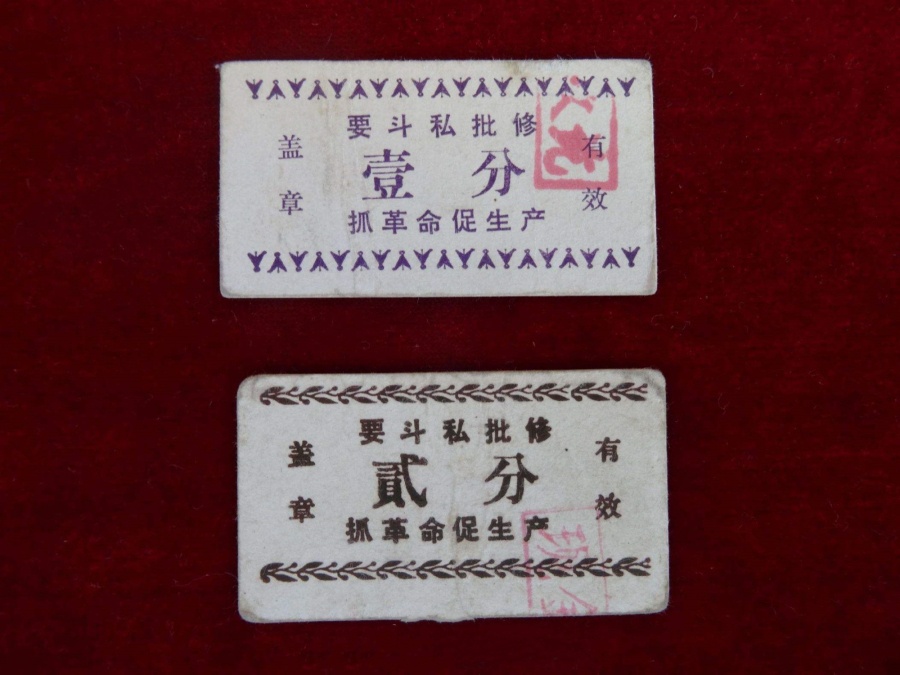 要斗私批修
盖章
壹分
有效
抓革命促生产
要斗私批修
盖章
貳分
有效
抓革命促生产